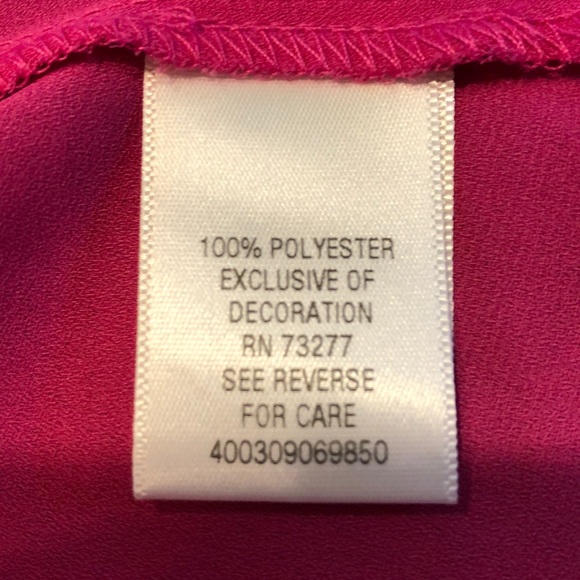 100% POLYESTER
EXCLUSIVE OF
DECORATION
RN 73277
SEE REVERSE
FOR CARE
400309069850